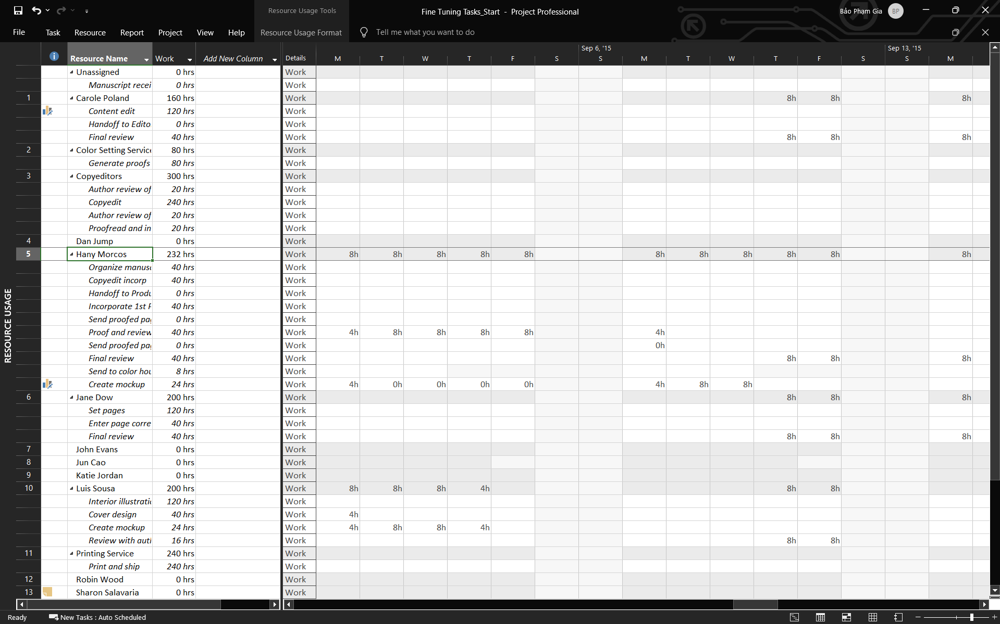 Resource Usage Tools
Fine Tuning Tasks_Start - Project Professional
Bảo Phạm Gia BP
File Task Resource Report Project View Help Resource Usage Format Tell me what you want to do
Sep 6, '15 Sep 13, '15
Resource Name Work Add New Column Details M T W T F S S M T W T F S S M
Unassigned 0 hrs Work
Manuscript recei 0 hrs Work
1 Carole Poland 160 hrs Work 8h 8h 8h
Content edit 120 hrs Work
Handoff to Edito 0 hrs Work
Final review 40 hrs Work 8h 8h 8h
2 Color Setting Service 80 hrs Work
Generate proofs 80 hrs Work
3 Copyeditors 300 hrs Work
Author review of 20 hrs Work
Copyedit 240 hrs Work
Author review of 20 hrs Work
Proofread and in 20 hrs Work
4 Dan Jump 0 hrs Work
5 Hany Morcos 232 hrs Work 8h 8h 8h 8h 8h 8h 8h 8h 8h 8h 8h
Organize manusc 40 hrs Work
Copyedit incorp 40 hrs Work
Handoff to Produ 0 hrs Work
Incorporate 1st P 40 hrs Work
Send proofed pag 0 hrs Work
Proof and review 40 hrs Work 4h 8h 8h 8h 8h 4h
Send proofed pag 0 hrs Work 0h
Final review 40 hrs Work 8h 8h 8h
Send to color hou 8 hrs Work
Create mockup 24 hrs Work 4h 0h 0h 0h 0h 4h 8h 8h
6 Jane Dow 200 hrs Work 8h 8h 8h
Set pages 120 hrs Work
Enter page corre 40 hrs Work
Final review 40 hrs Work 8h 8h 8h
7 John Evans 0 hrs Work
8 Jun Cao 0 hrs Work
9 Katie Jordan 0 hrs Work
10 Luis Sousa 200 hrs Work 8h 8h 8h 4h 8h 8h
Interior illustratio 120 hrs Work
Cover design 40 hrs Work 4h
Create mockup 24 hrs Work 4h 8h 8h 4h
Review with auth 16 hrs Work 8h 8h
11 Printing Service 240 hrs Work
Print and ship 240 hrs Work
12 Robin Wood 0 hrs Work
13 Sharon Salavaria 0 hrs Work
RESOURCE USAGE
Ready New Tasks : Auto Scheduled